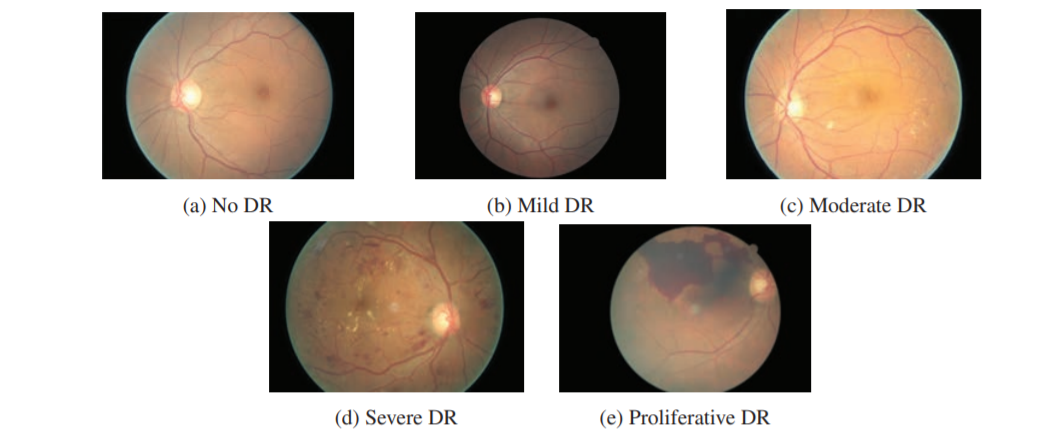 (a) No DR
(b) Mild DR
(c) Moderate DR
(d) Severe DR
(e) Proliferative DR